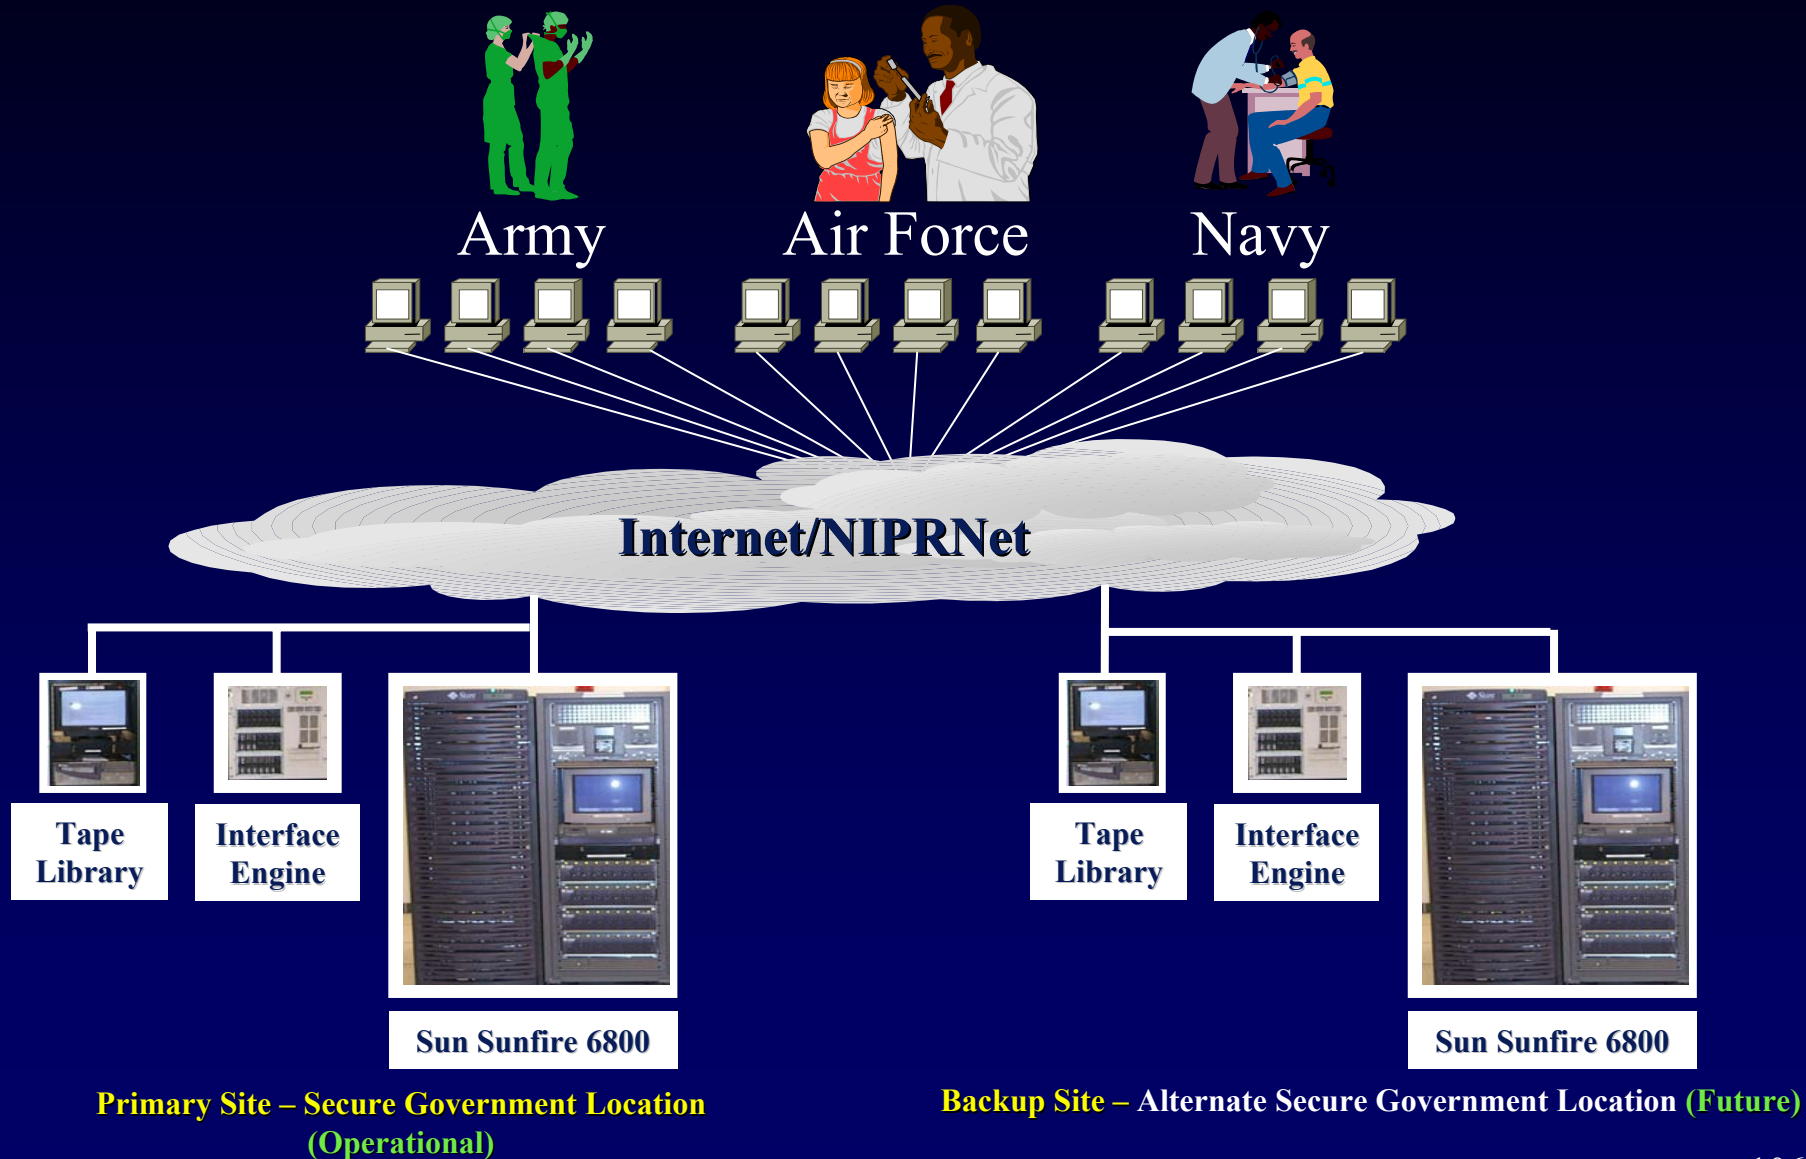 Army
Air Force
Navy
Internet/NIPRNet
Tape
Library
Interface
Engine
Sun Sunfire 6800
Primary Site – Secure Government Location
(Operational)
Tape
Library
Interface
Engine
Sun Sunfire 6800
Backup Site – Alternate Secure Government Location (Future)